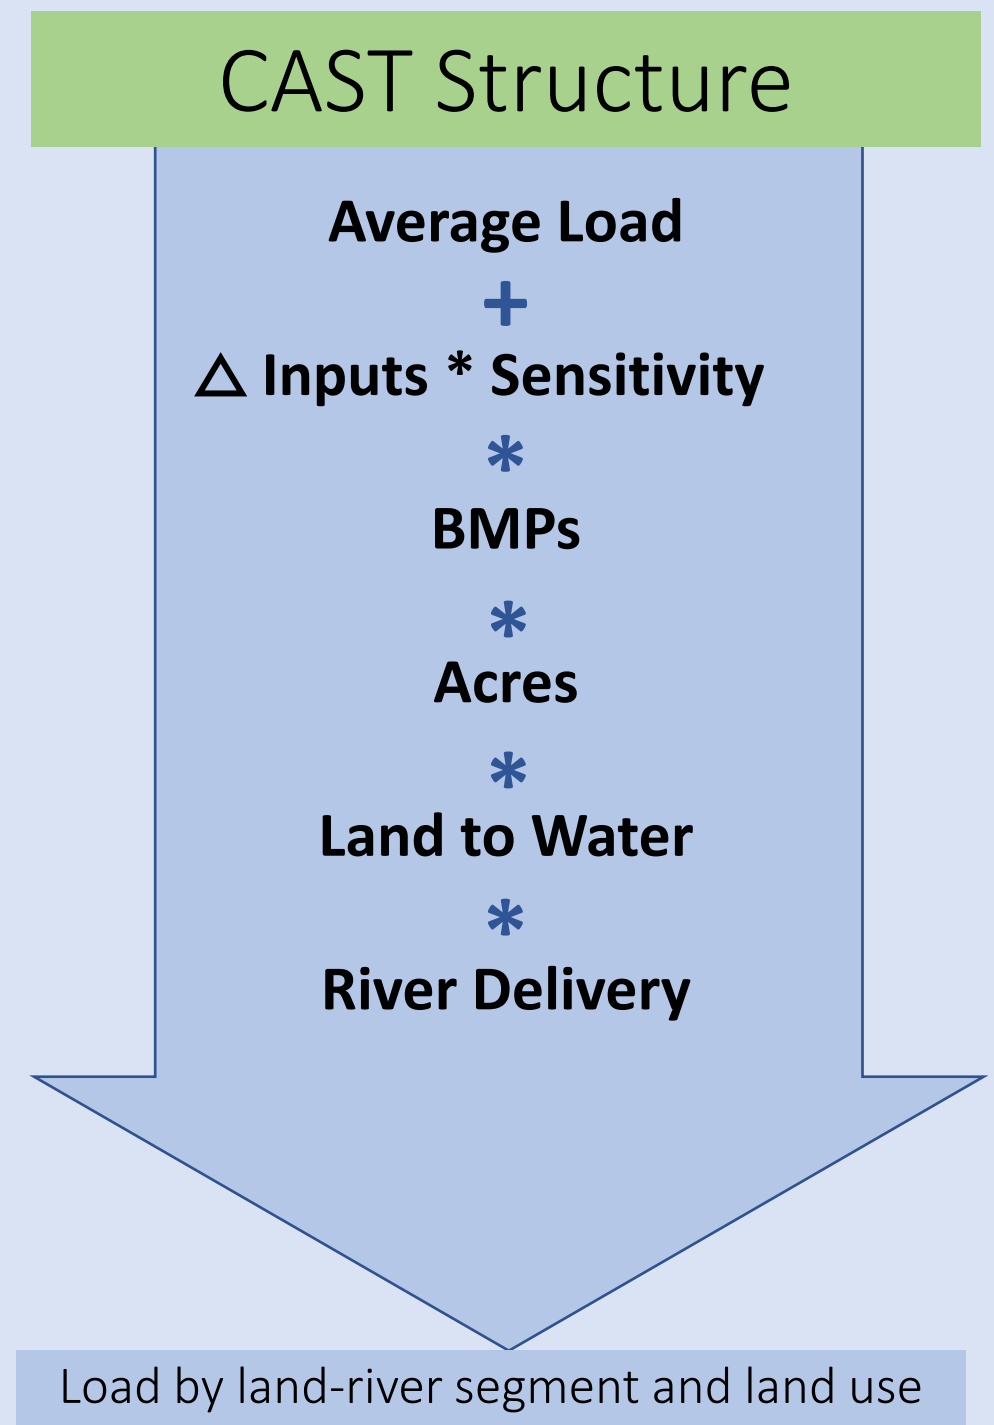 CAST Structure
Average Load
+
△ Inputs * Sensitivity
*
BMPs
*
Acres
*
Land to Water
*
River Delivery
Load by land-river segment and land use